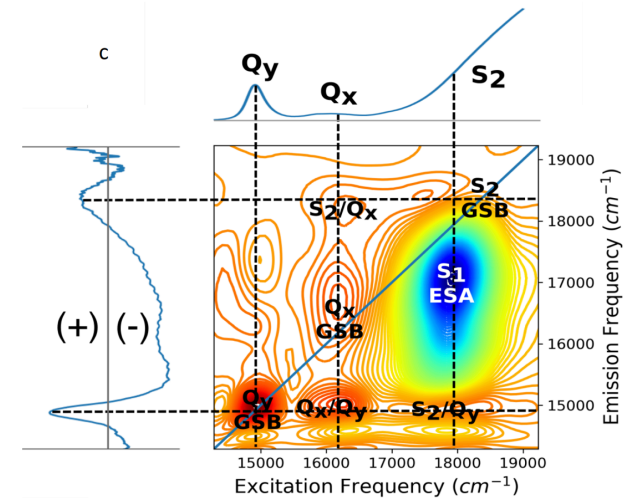 c
Qy
Qx
S2
(+) (-)
S2
GSB
S2/Qx
S1
ESA
Qx
GSB
Qy
GSB
Qx/Qy
S2/Qy
19000
18000
17000
16000
15000
Emission Frequency (cm⁻¹)
15000 16000 17000 18000 19000
Excitation Frequency (cm⁻¹)